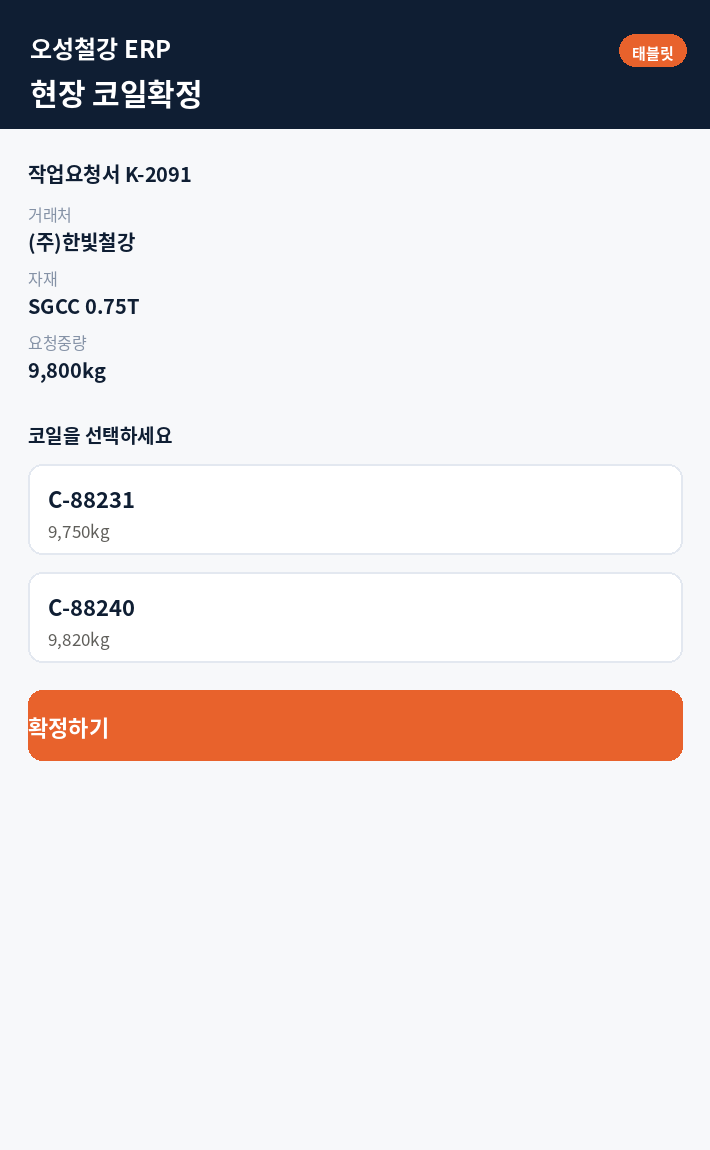 오성철강 ERP
태블릿
현장 코일확정
작업요청서 K-2091
거래처
(주)한빛철강
자재
SGCC 0.75T
요청중량
9,800kg
코일을 선택하세요
C-88231
9,750kg
C-88240
9,820kg
확정하기